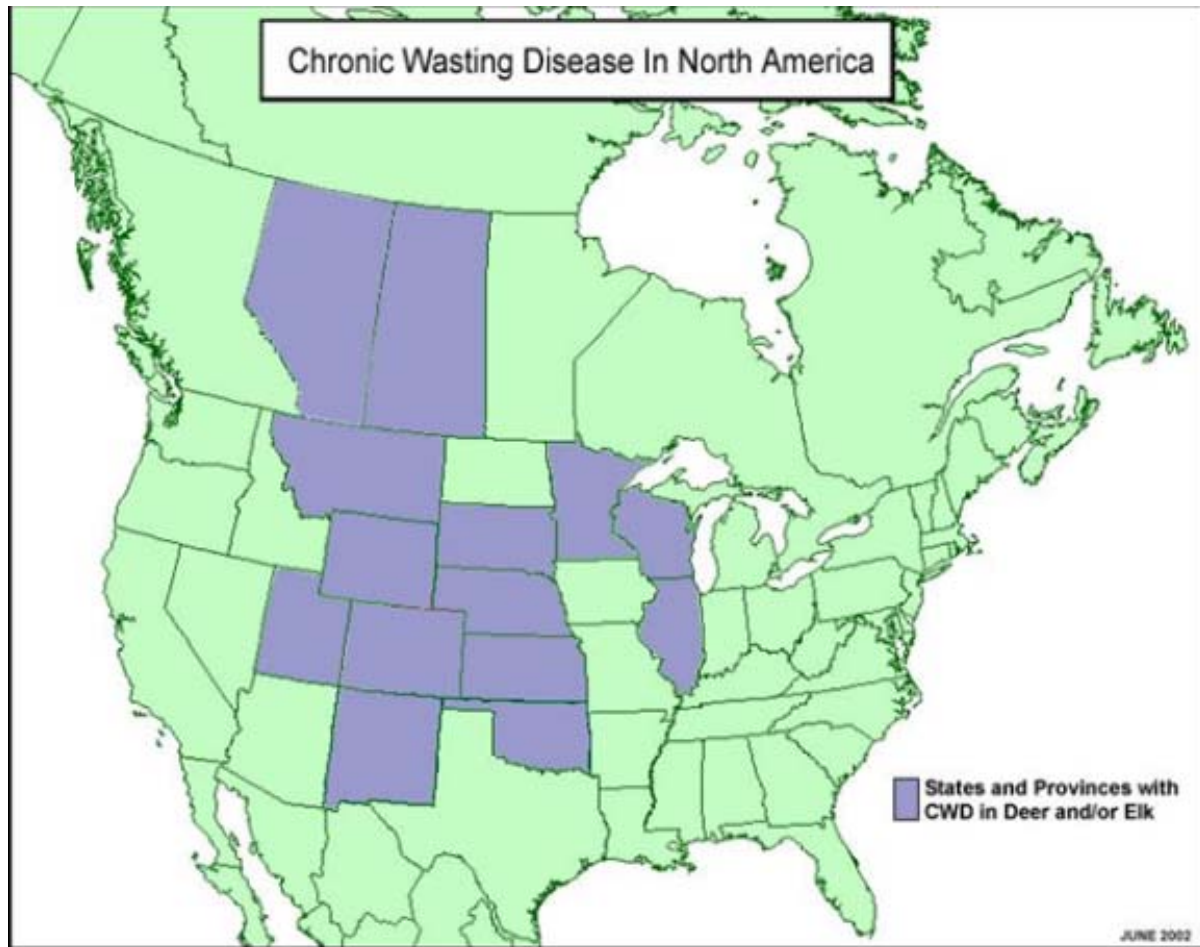 Chronic Wasting Disease In North America
States and Provinces with
CWD in Deer and/or Elk
JUNE 2002